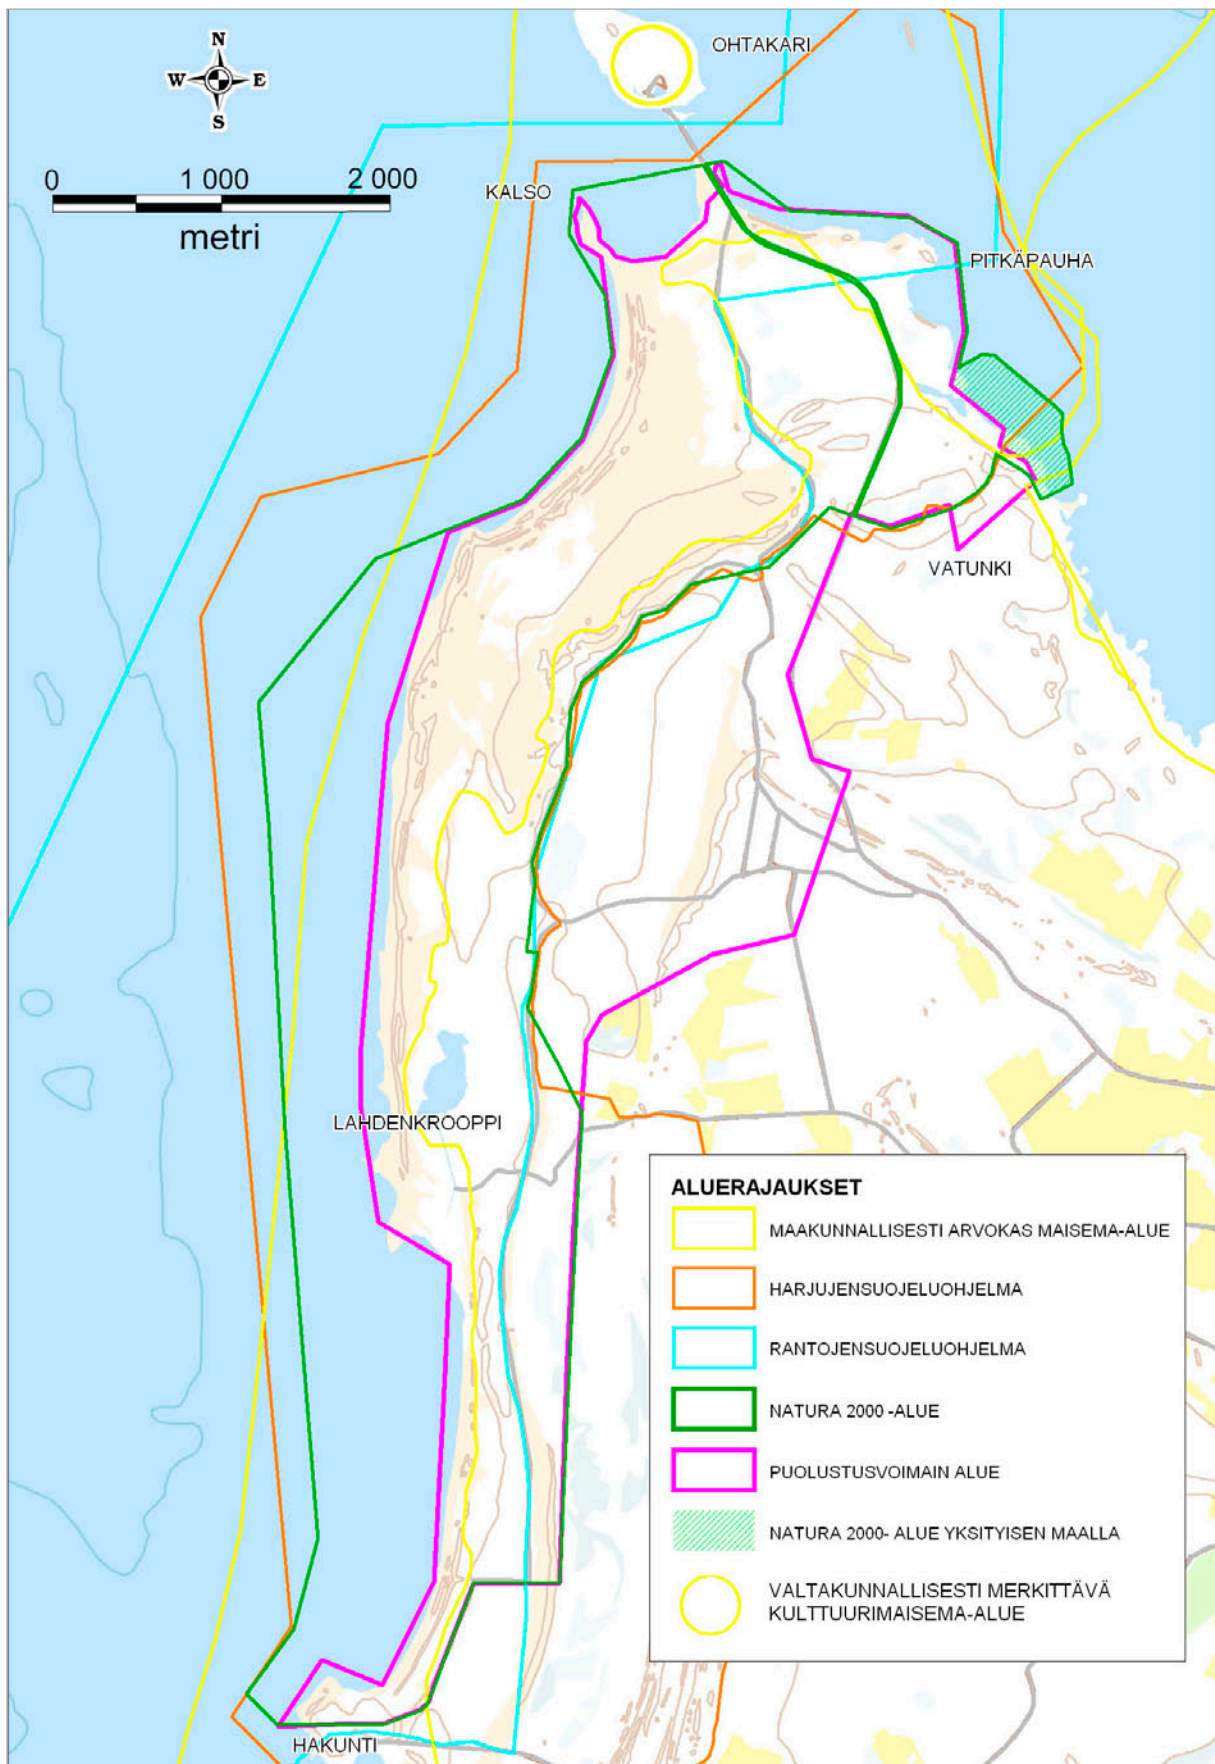 OHTAKARI
N
W E
S
0 1 000 2 000
metri
KALSO
PITKÄPAUHA
VATUNKI
LAHDENKROOPPI
ALUERAJAUKSET
MAAKUNNALLISESTI ARVOKAS MAISEMA-ALUE
HARJUJENSUOJELUOHJELMA
RANTOJENSUOJELUOHJELMA
NATURA 2000 -ALUE
PUOLUSTUSVOIMAIN ALUE
NATURA 2000- ALUE YKSITYISEN MAALLA
VALTAKUNNALLISESTI MERKITTÄVÄ
KULTTUURIMAISEMA-ALUE
HAKUNTI